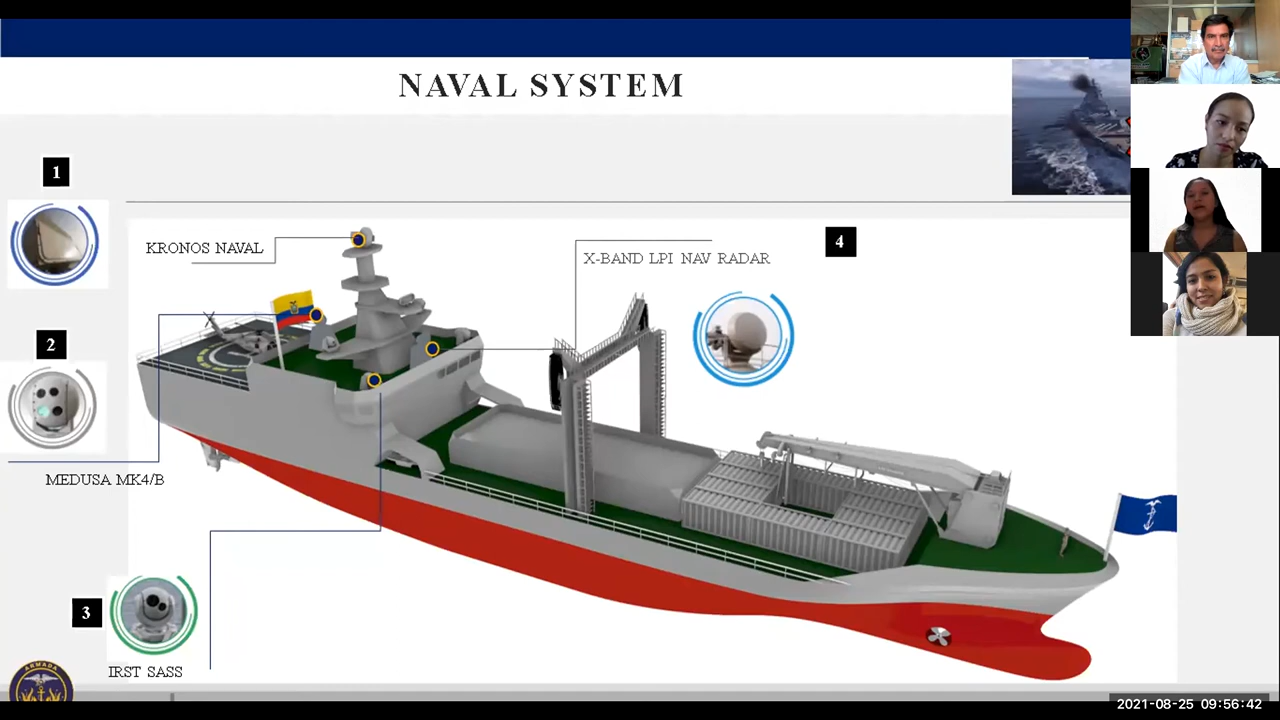 NAVAL SYSTEM
1
KRONOS NAVAL
X-BAND LPI NAV RADAR
4
2
MEDUSA MK4/B
3
IRST SASS
ARMADA
2021-08-25 09:56:42